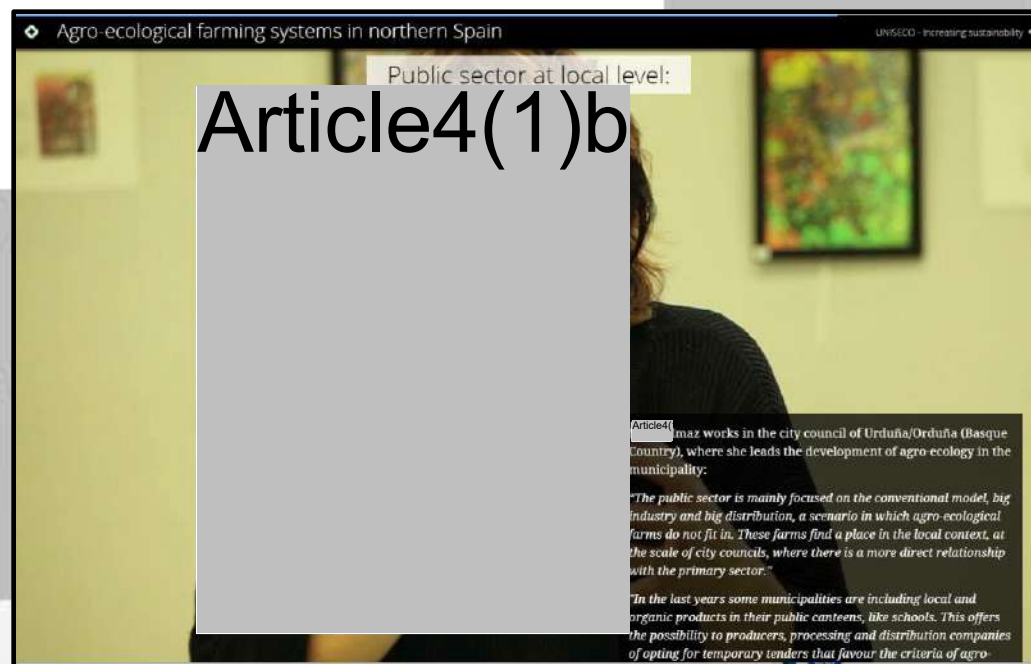 Agro-ecological farming systems in northern Spain
UNISECO - Increasing sustainability
Public sector at local level:
Article4(1)b
Article4(
lmaz works in the city council of Urduña/Orduña (Basque
Country), where she leads the development of agro-ecology in the
municipality:
"The public sector is mainly focused on the conventional model, big
industry and big distribution, a scenario in which agro-ecological
farms do not fit in. These farms find a place in the local context, at
the scale of city councils, where there is a more direct relationship
with the primary sector."
"In the last years some municipalities are including local and
organic products in their public canteens, like schools. This offers
the possibility to producers, processing and distribution companies
of opting for temporary tenders that favour the criteria of agro-